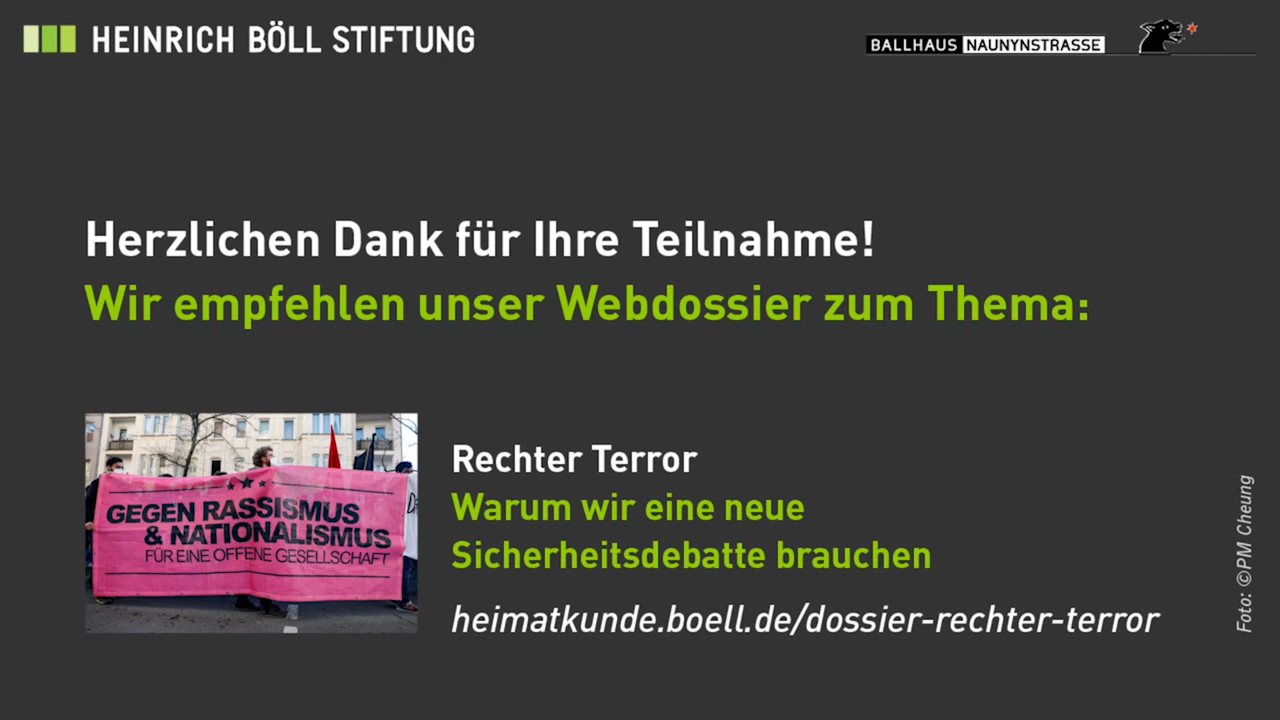 HEINRICH BÖLL STIFTUNG
BALLHAUS NAUNYNSTRASSE
Herzlichen Dank für Ihre Teilnahme!
Wir empfehlen unser Webdossier zum Thema:
GEGEN RASSISMUS
& NATIONALISMUS
FÜR EINE OFFENE GESELLSCHAFT
Rechter Terror
Warum wir eine neue
Sicherheitsdebatte brauchen
heimatkunde.boell.de/dossier-rechter-terror
Foto: ©PM Cheung